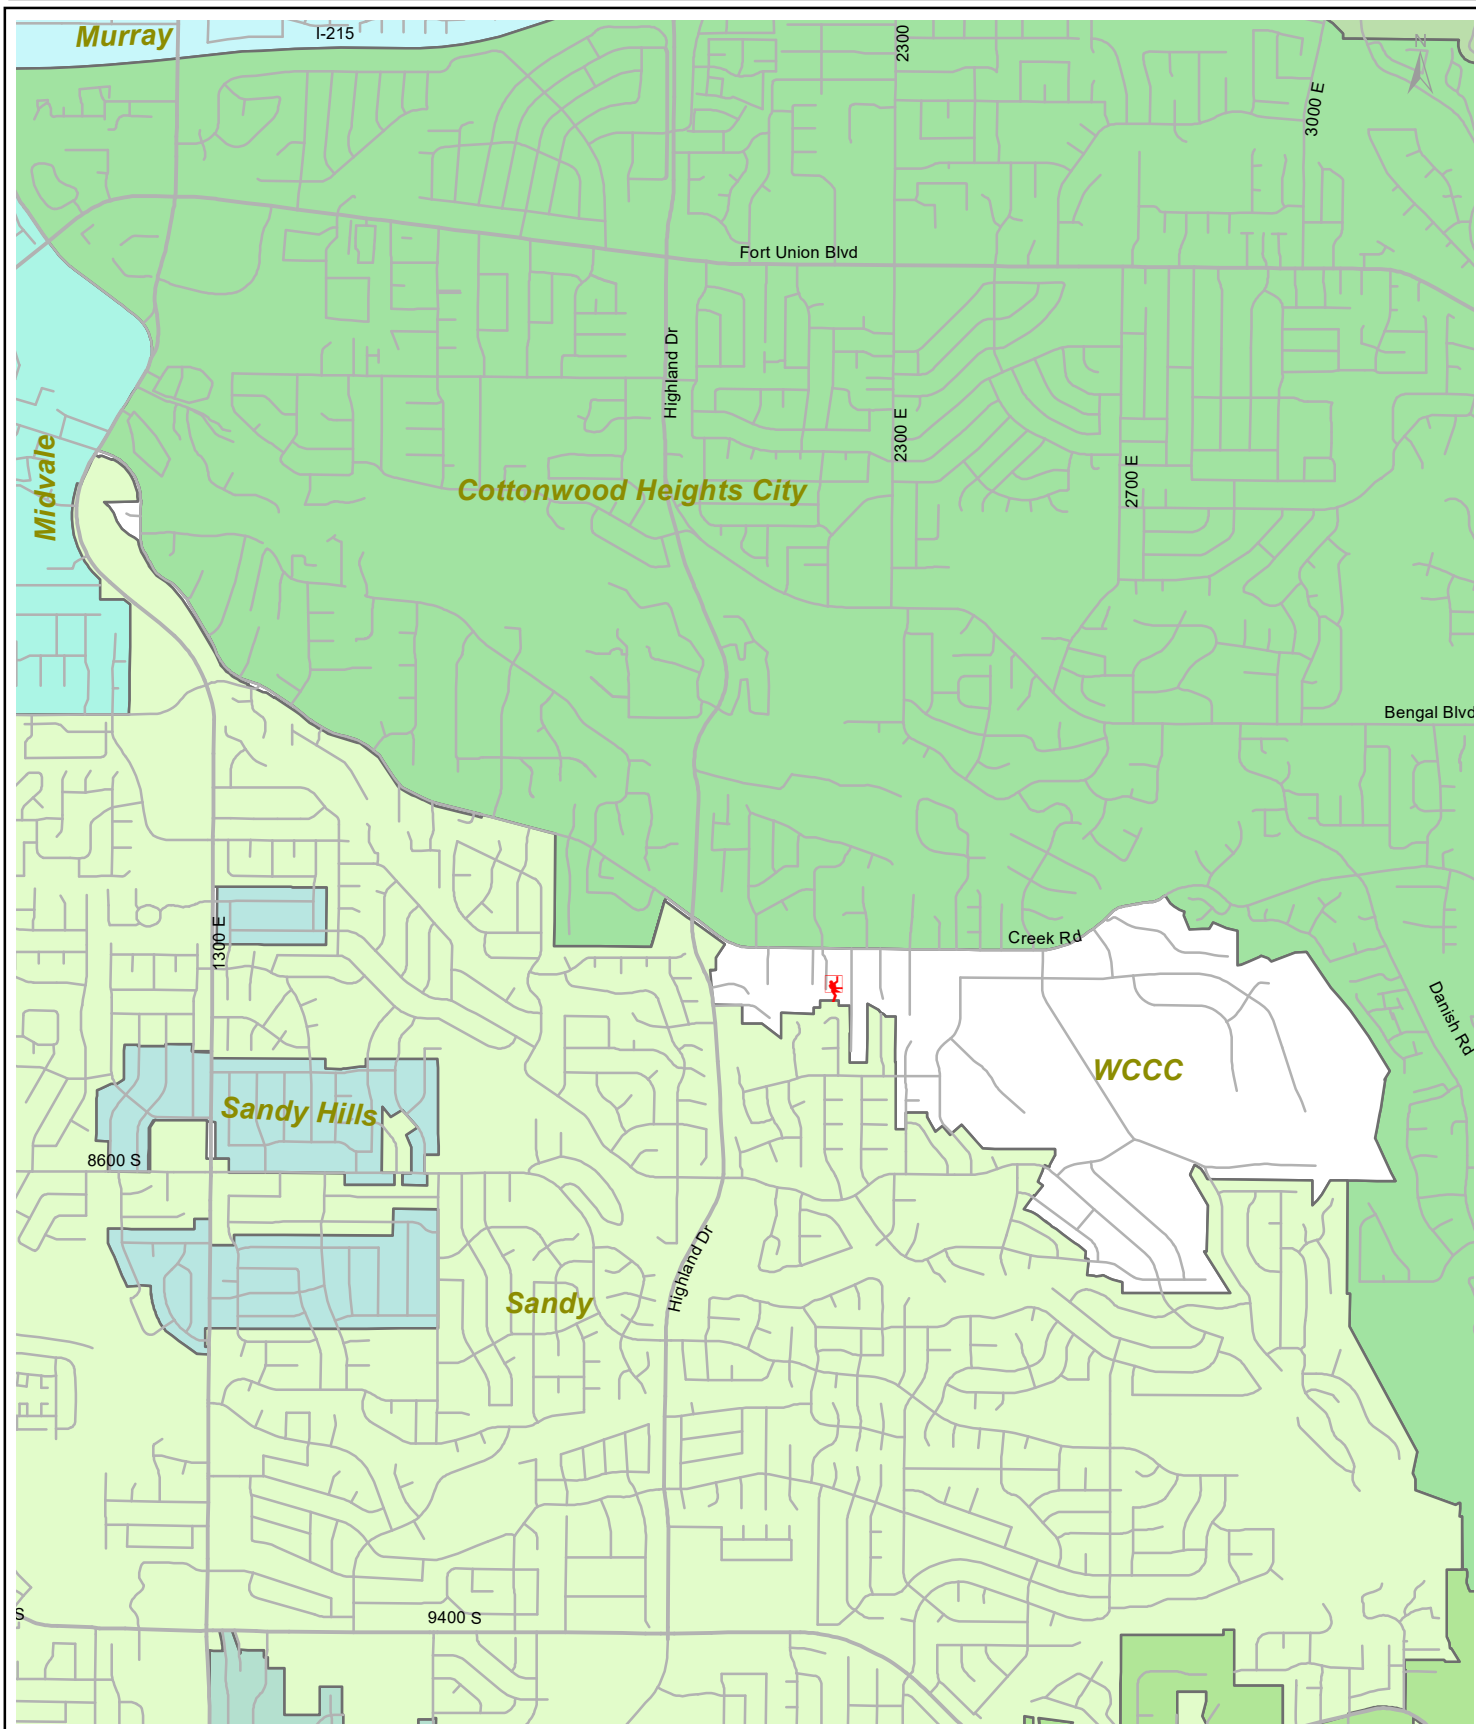 Murray
I-215
2300
N
3000 E
Fort Union Blvd
Highland Dr
2300 E
Midvale
2700 E
Cottonwood Heights City
Bengal Blvd
1300 E
Creek Rd
Danish Rd
WCCC
Sandy Hills
8600 S
Highland Dr
Sandy
S
9400 S